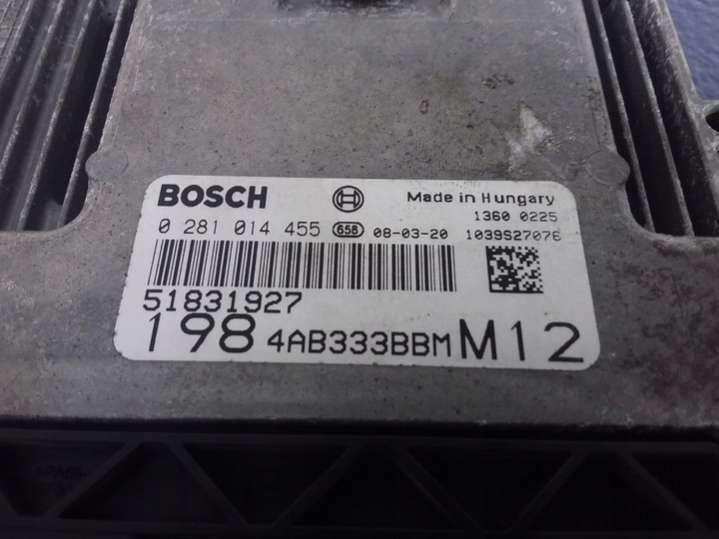 BOSCH Made in Hungary
1360 0225
0 281 014 455 656 08-03-20 1039S27076
51831927
198 4AB333BBM M12